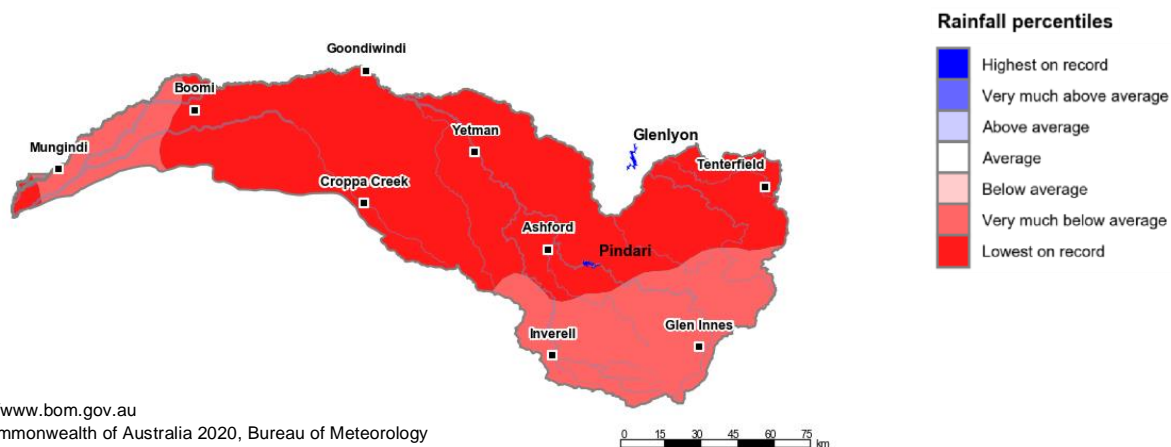 Rainfall percentiles
Highest on record
Very much above average
Above average
Average
Below average
Very much below average
Lowest on record
Goondiwindi
Boomi
Mungindi
Yetman
Glenlyon
Tenterfield
Croppa Creek
Ashford
Pindari
Inverell
Glen Innes
/www.bom.gov.au
mmonwealth of Australia 2020, Bureau of Meteorology
0 15 30 45 60 75 km